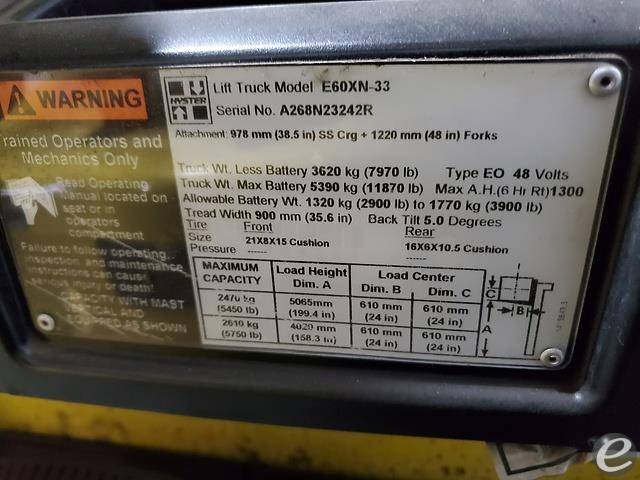 WARNING
Trained Operators and
Mechanics Only
Read Operating
Manual located on
seat or in
operators
compartment
Failure to follow operating,
inspection and maintenance
instructions can cause
serious injury or death!
CAPACITY WITH MAST
VERTICAL AND
EQUIPPED AS SHOWN
HYSTER
Lift Truck Model E60XN-33
Serial No. A268N23242R
Attachment: 978 mm (38.5 in) SS Crg + 1220 mm (48 in) Forks
Truck Wt. Less Battery 3620 kg (7970 lb) Type EO 48 Volts
Truck Wt. Max Battery 5390 kg (11870 lb) Max A.H.(6 Hr Rt)1300
Allowable Battery Wt. 1320 kg (2900 lb) to 1770 kg (3900 lb)
Tread Width 900 mm (35.6 in) Back Tilt 5.0 Degrees
Tire Front Rear
Size 21X8X15 Cushion 16X6X10.5 Cushion
Pressure ----- -----
MAXIMUM CAPACITY Load Height Dim. A Load Center Dim. B Dim. C
2470 kg (5450 lb) 5065mm (199.4 in) 610 mm (24 in) 610 mm (24 in)
2610 kg (5750 lb) 4020 mm (158.3 in) 610 mm (24 in) 610 mm (24 in)
C
B
A
e